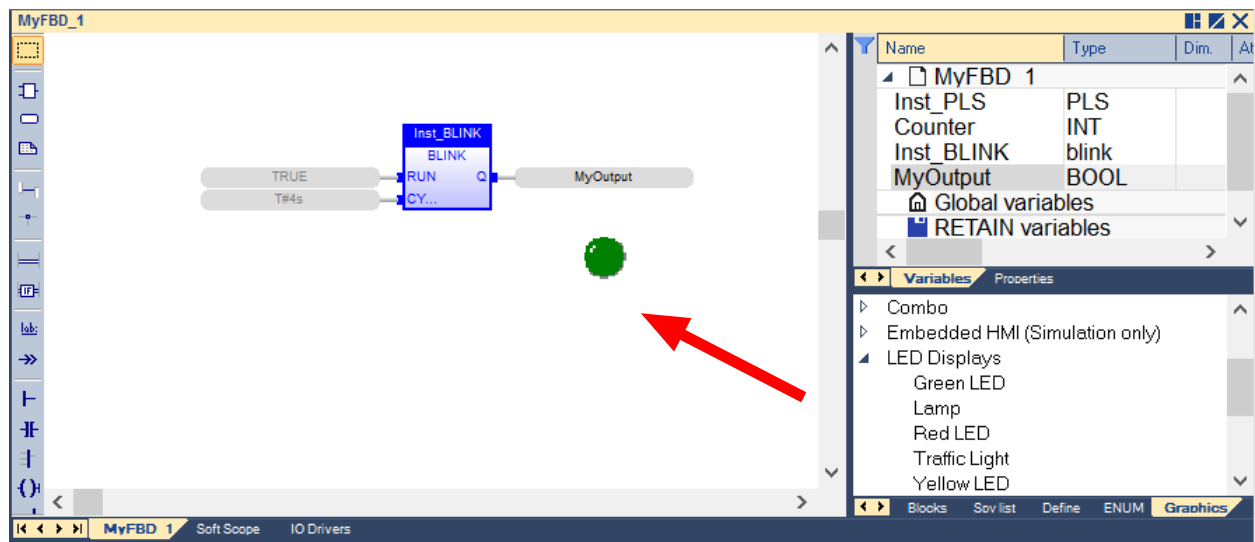 MyFBD_1
Inst_BLINK
BLINK
TRUE
RUN
Q
MyOutput
T#4s
CY...
Name Type Dim.
MyFBD_1
Inst_PLS PLS
Counter INT
Inst_BLINK blink
MyOutput BOOL
Global variables
RETAIN variables
Variables Properties
Combo
Embedded HMI (Simulation only)
LED Displays
Green LED
Lamp
Red LED
Traffic Light
Yellow LED
Blocks Spy list Define ENUM Graphics
MyFBD_1 Soft Scope IO Drivers